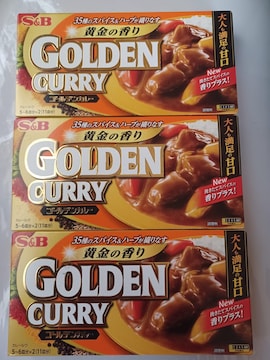 35種のスパイス&ハーブが織りなす
S&B
黄金の香り
GOLDEN
CURRY
ゴールデンカレー
大人も満足の甘口
New
香りプラス!
35種のスパイス&ハーブが織りなす
S&B
黄金の香り
GOLDEN
CURRY
ゴールデンカレー
大人も満足の甘口
New
香りプラス!
35種のスパイス&ハーブが織りなす
S&B
黄金の香り
GOLDEN
CURRY
ゴールデンカレー
大人も満足の甘口
New
香りプラス!